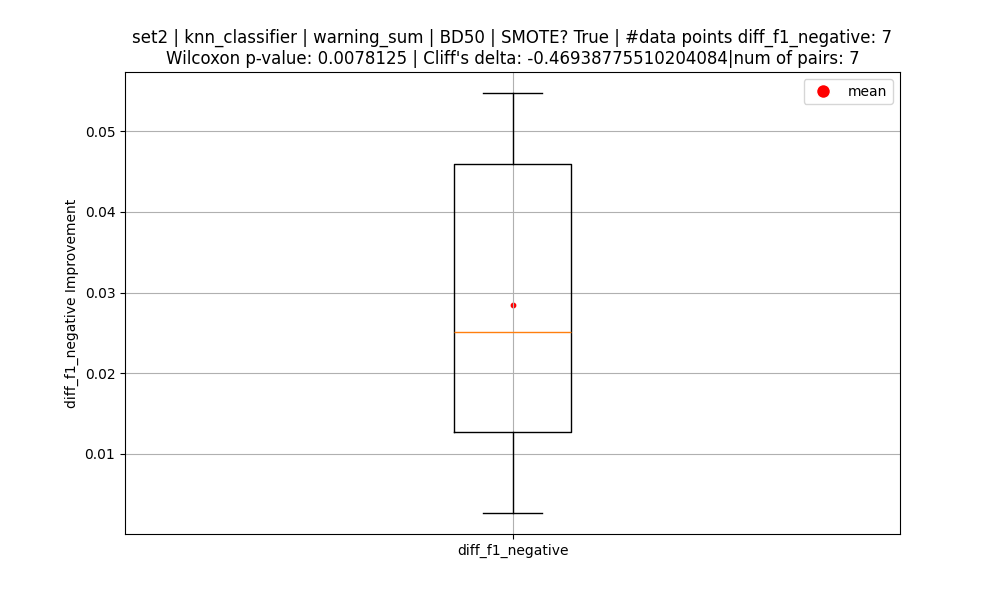 set2 | knn_classifier | warning_sum | BD50 | SMOTE? True | #data points diff_f1_negative: 7
Wilcoxon p-value: 0.0078125 | Cliff's delta: -0.46938775510204084|num of pairs: 7
mean
0.05
0.04
0.03
0.02
0.01
diff_f1_negative Improvement
diff_f1_negative